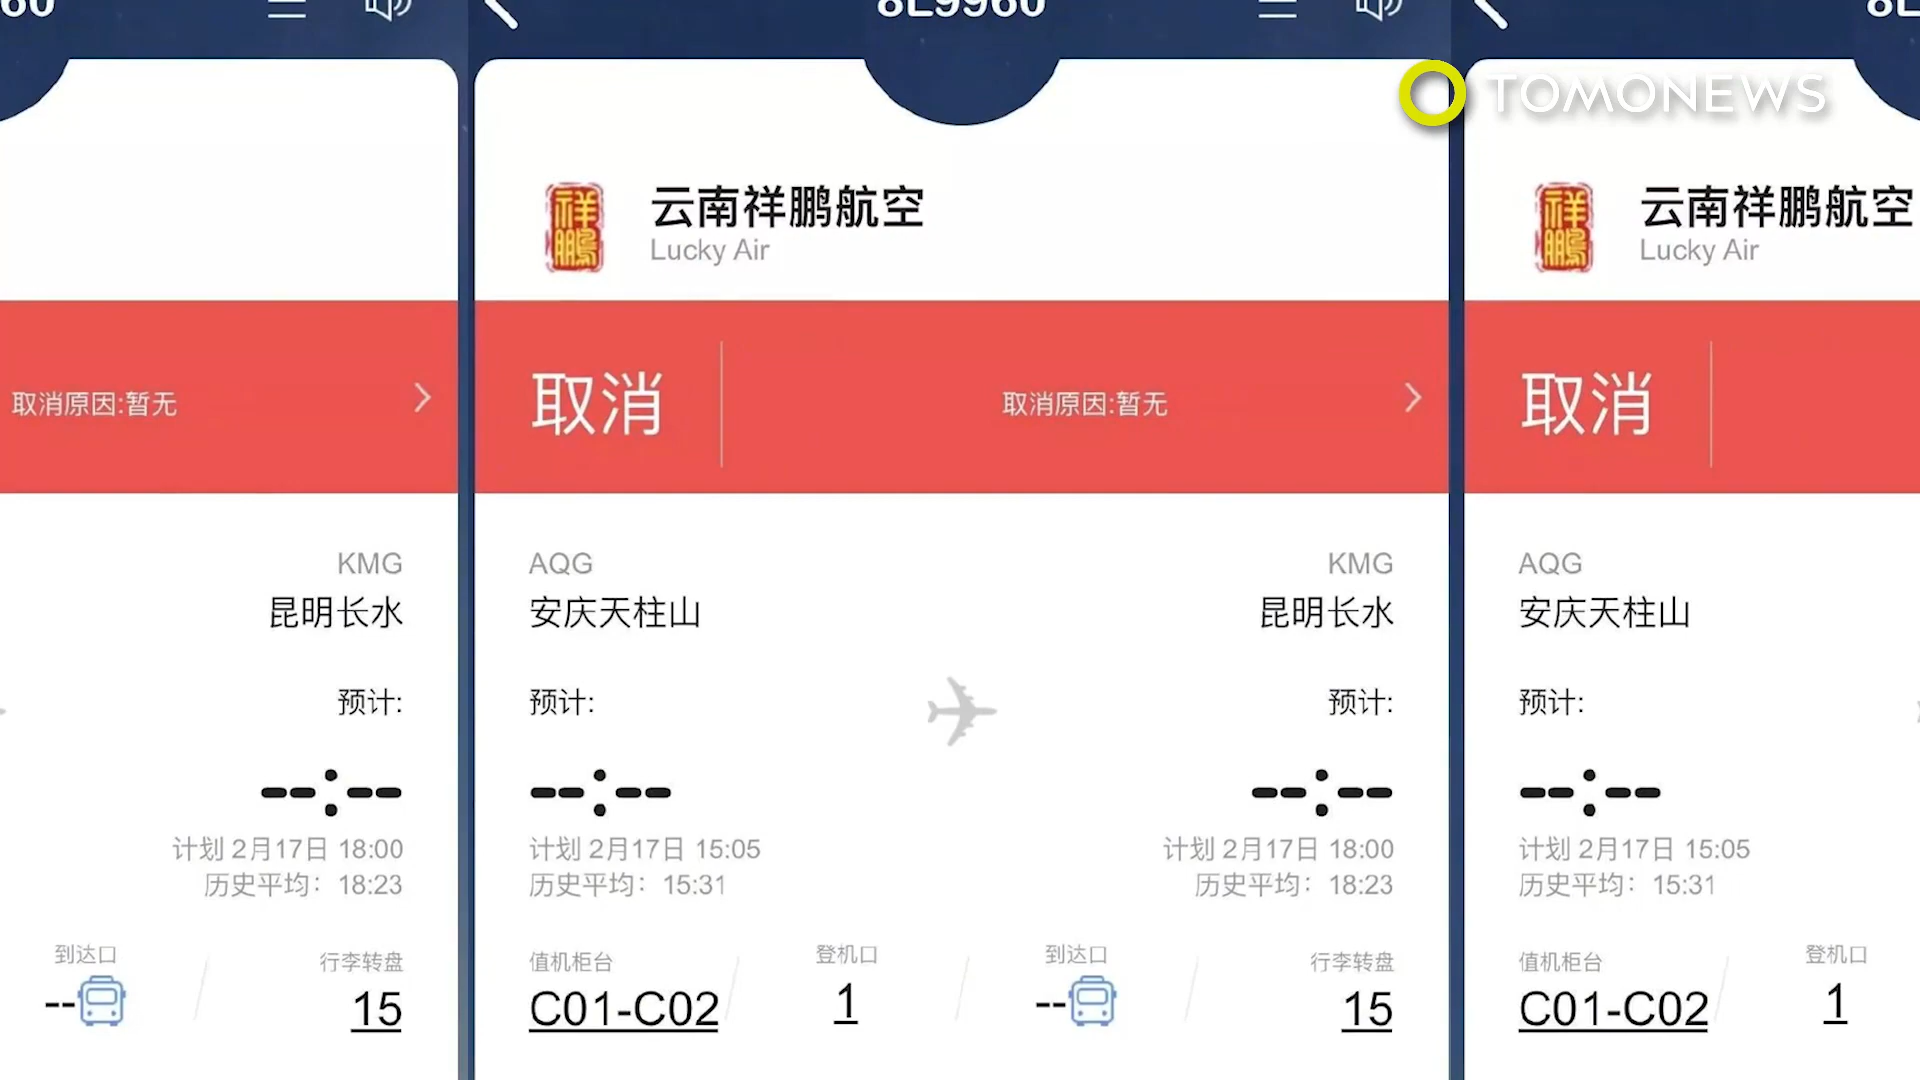 60
8L9960
8L
TOMONEWS
祥鹏
云南祥鹏航空
Lucky Air
祥鹏
云南祥鹏航空
Lucky Air
取消原因:暂无
取消
取消原因:暂无
取消
KMG
昆明长水
预计:
--:--
计划 2月17日 18:00
历史平均：18:23
到达口
--
行李转盘
15
AQG
安庆天柱山
预计:
--:--
计划 2月17日 15:05
历史平均：15:31
KMG
昆明长水
预计:
--:--
计划 2月17日 18:00
历史平均：18:23
值机柜台
C01-C02
登机口
1
到达口
--
行李转盘
15
AQG
安庆天柱山
预计:
--:--
计划 2月17日 15:05
历史平均：15:31
值机柜台
C01-C02
登机口
1